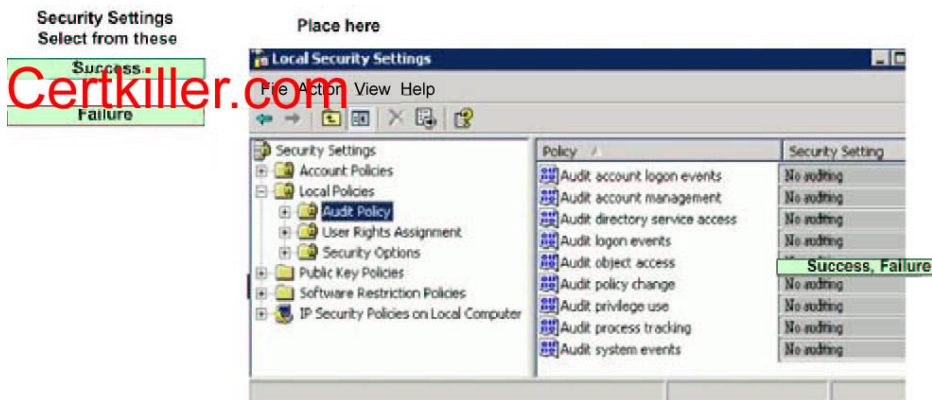 Security Settings
Select from these
Place here
Success
Failure
Certkiller.com
Local Security Settings
File Action View Help
Security Settings
Account Policies
Local Policies
Audit Policy
User Rights Assignment
Security Options
Public Key Policies
Software Restriction Policies
IP Security Policies on Local Computer
Policy Security Setting
Audit account logon events No auditing
Audit account management No auditing
Audit directory service access No auditing
Audit logon events No auditing
Audit object access Success, Failure
Audit policy change No auditing
Audit privilege use No auditing
Audit process tracking No auditing
Audit system events No auditing